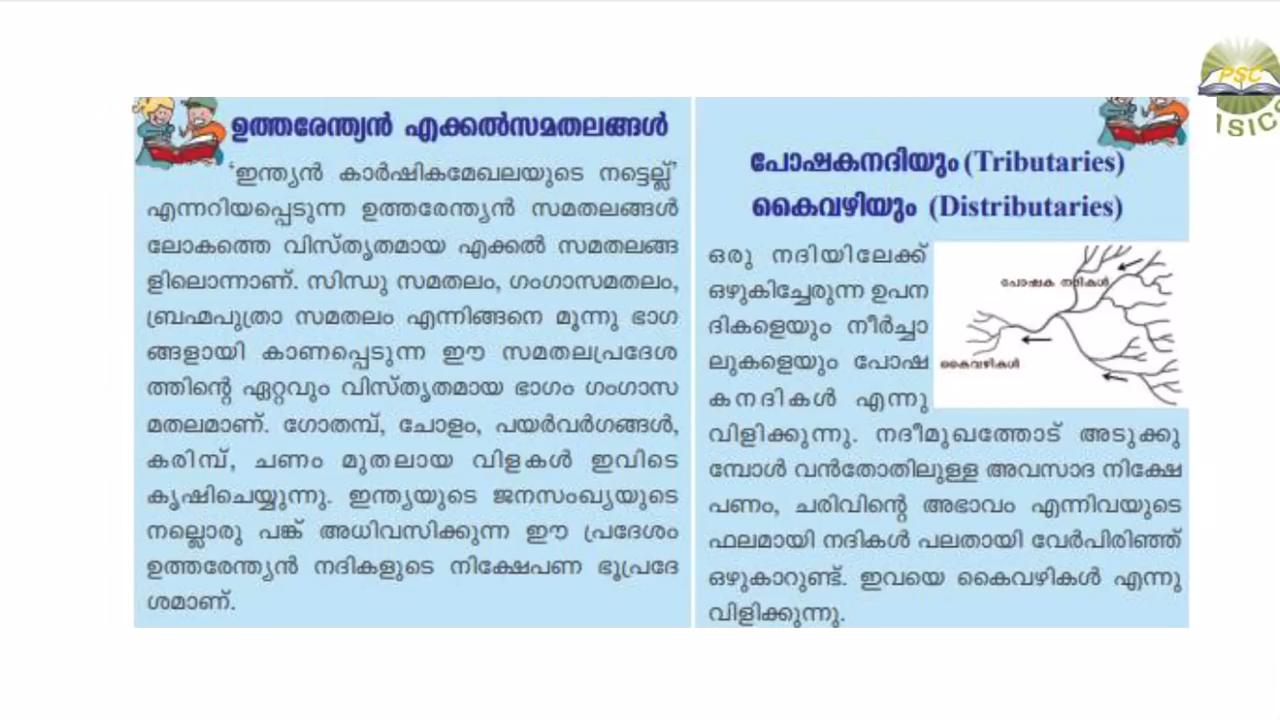 ഉത്തരേന്ത്യൻ എക്കൽസമതലങ്ങൾ
'ഇന്ത്യൻ കാർഷികമേഖലയുടെ നട്ടെല്ല്'
എന്നറിയപ്പെടുന്ന ഉത്തരേന്ത്യൻ സമതലങ്ങൾ
ലോകത്തെ വിസ്തൃതമായ എക്കൽ സമതലങ്ങ
ളിലൊന്നാണ്. സിന്ധു സമതലം, ഗംഗാസമതലം,
ബ്രഹ്മപുത്രാ സമതലം എന്നിങ്ങനെ മൂന്നു ഭാഗ
ങ്ങളായി കാണപ്പെടുന്ന ഈ സമതലപ്രദേശ
ത്തിന്റെ ഏറ്റവും വിസ്തൃതമായ ഭാഗം ഗംഗാസ
മതലമാണ്. ഗോതമ്പ്, ചോളം, പയർവർഗങ്ങൾ,
കരിമ്പ്, ചണം മുതലായ വിളകൾ ഇവിടെ
കൃഷിചെയ്യുന്നു. ഇന്ത്യയുടെ ജനസംഖ്യയുടെ
നല്ലൊരു പങ്ക് അധിവസിക്കുന്ന ഈ പ്രദേശം
ഉത്തരേന്ത്യൻ നദികളുടെ നിക്ഷേപണ ഭൂപ്രദേ
ശമാണ്.
പോഷകനദിയും (Tributaries)
കൈവഴിയും (Distributaries)
ഒരു നദിയിലേക്ക്
ഒഴുകിച്ചേരുന്ന ഉപന
ദികളെയും നീർച്ചാ
ലുകളെയും പോഷ
കനദികൾ എന്നു
വിളിക്കുന്നു. നദീമുഖത്തോട് അടുക്കു
മ്പോൾ വൻതോതിലുള്ള അവസാദ നിക്ഷേ
പണം, ചരിവിന്റെ അഭാവം എന്നിവയുടെ
ഫലമായി നദികൾ പലതായി വേർപിരിഞ്ഞ്
ഒഴുകാറുണ്ട്. ഇവയെ കൈവഴികൾ എന്നു
വിളിക്കുന്നു.
പോഷക നദികൾ
കൈവഴികൾ
PSC